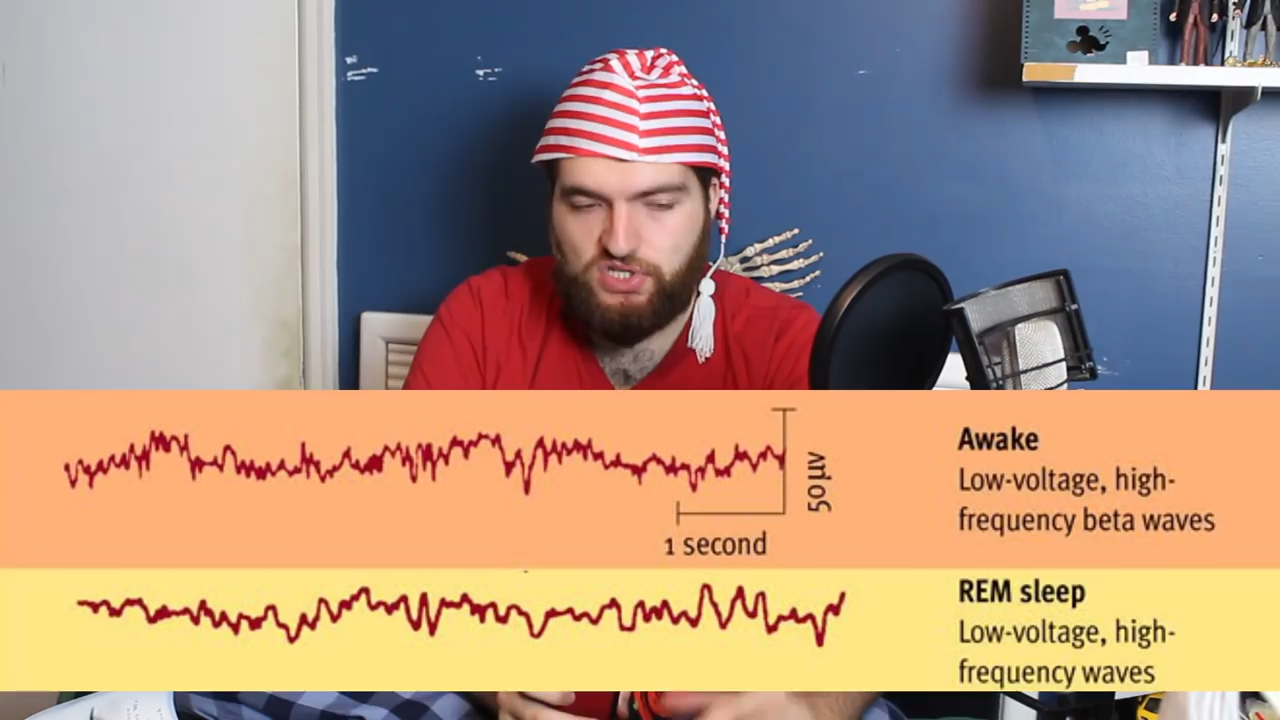 50 μv
1 second
Awake
Low-voltage, high-
frequency beta waves
REM sleep
Low-voltage, high-
frequency waves